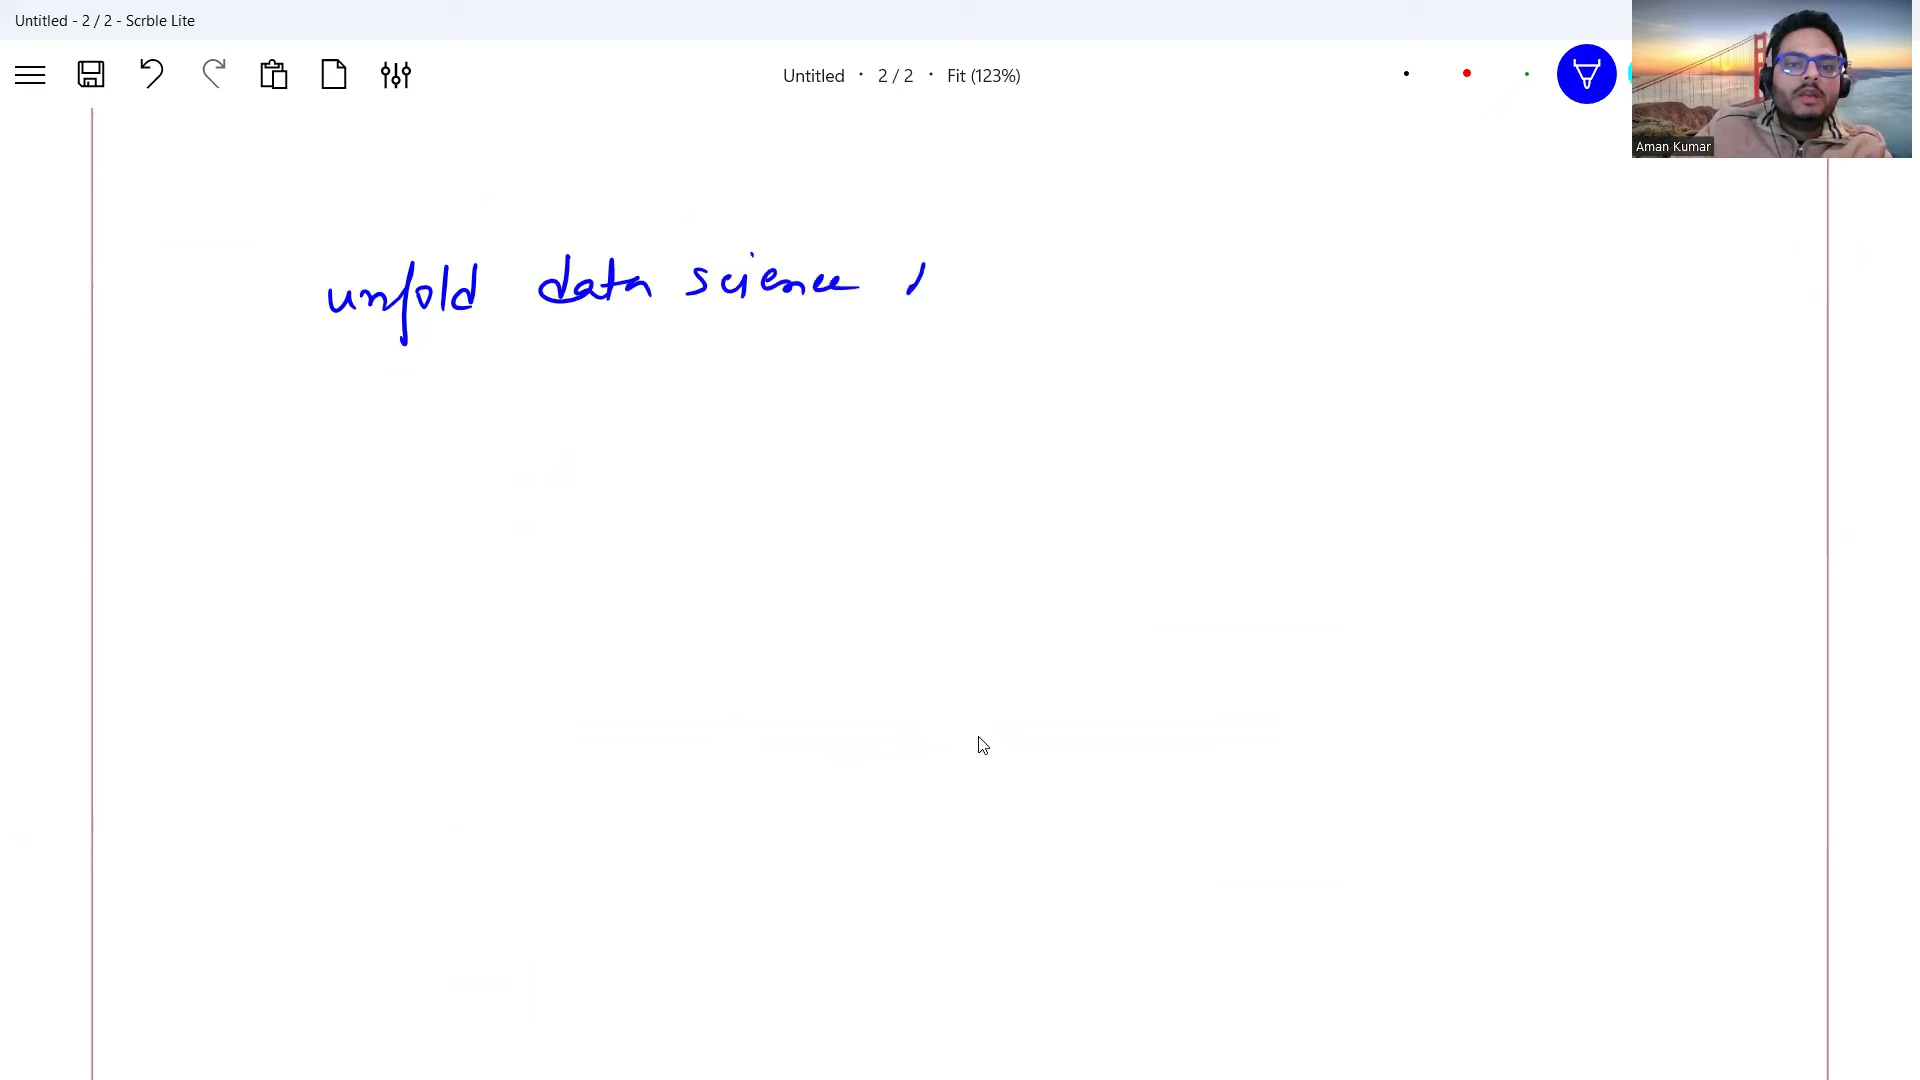 Untitled - 2 / 2 - Scrble Lite
Untitled • 2 / 2 • Fit (123%)
Aman Kumar
unfold data science